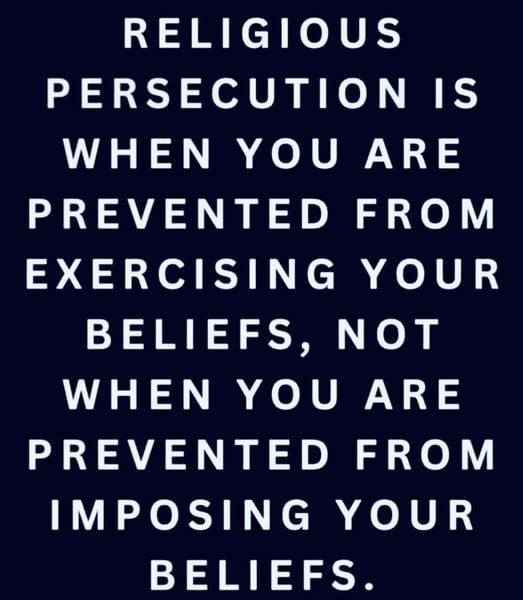 RELIGIOUS
PERSECUTION IS
WHEN YOU ARE
PREVENTED FROM
EXERCISING YOUR
BELIEFS, NOT
WHEN YOU ARE
PREVENTED FROM
IMPOSING YOUR
BELIEFS.